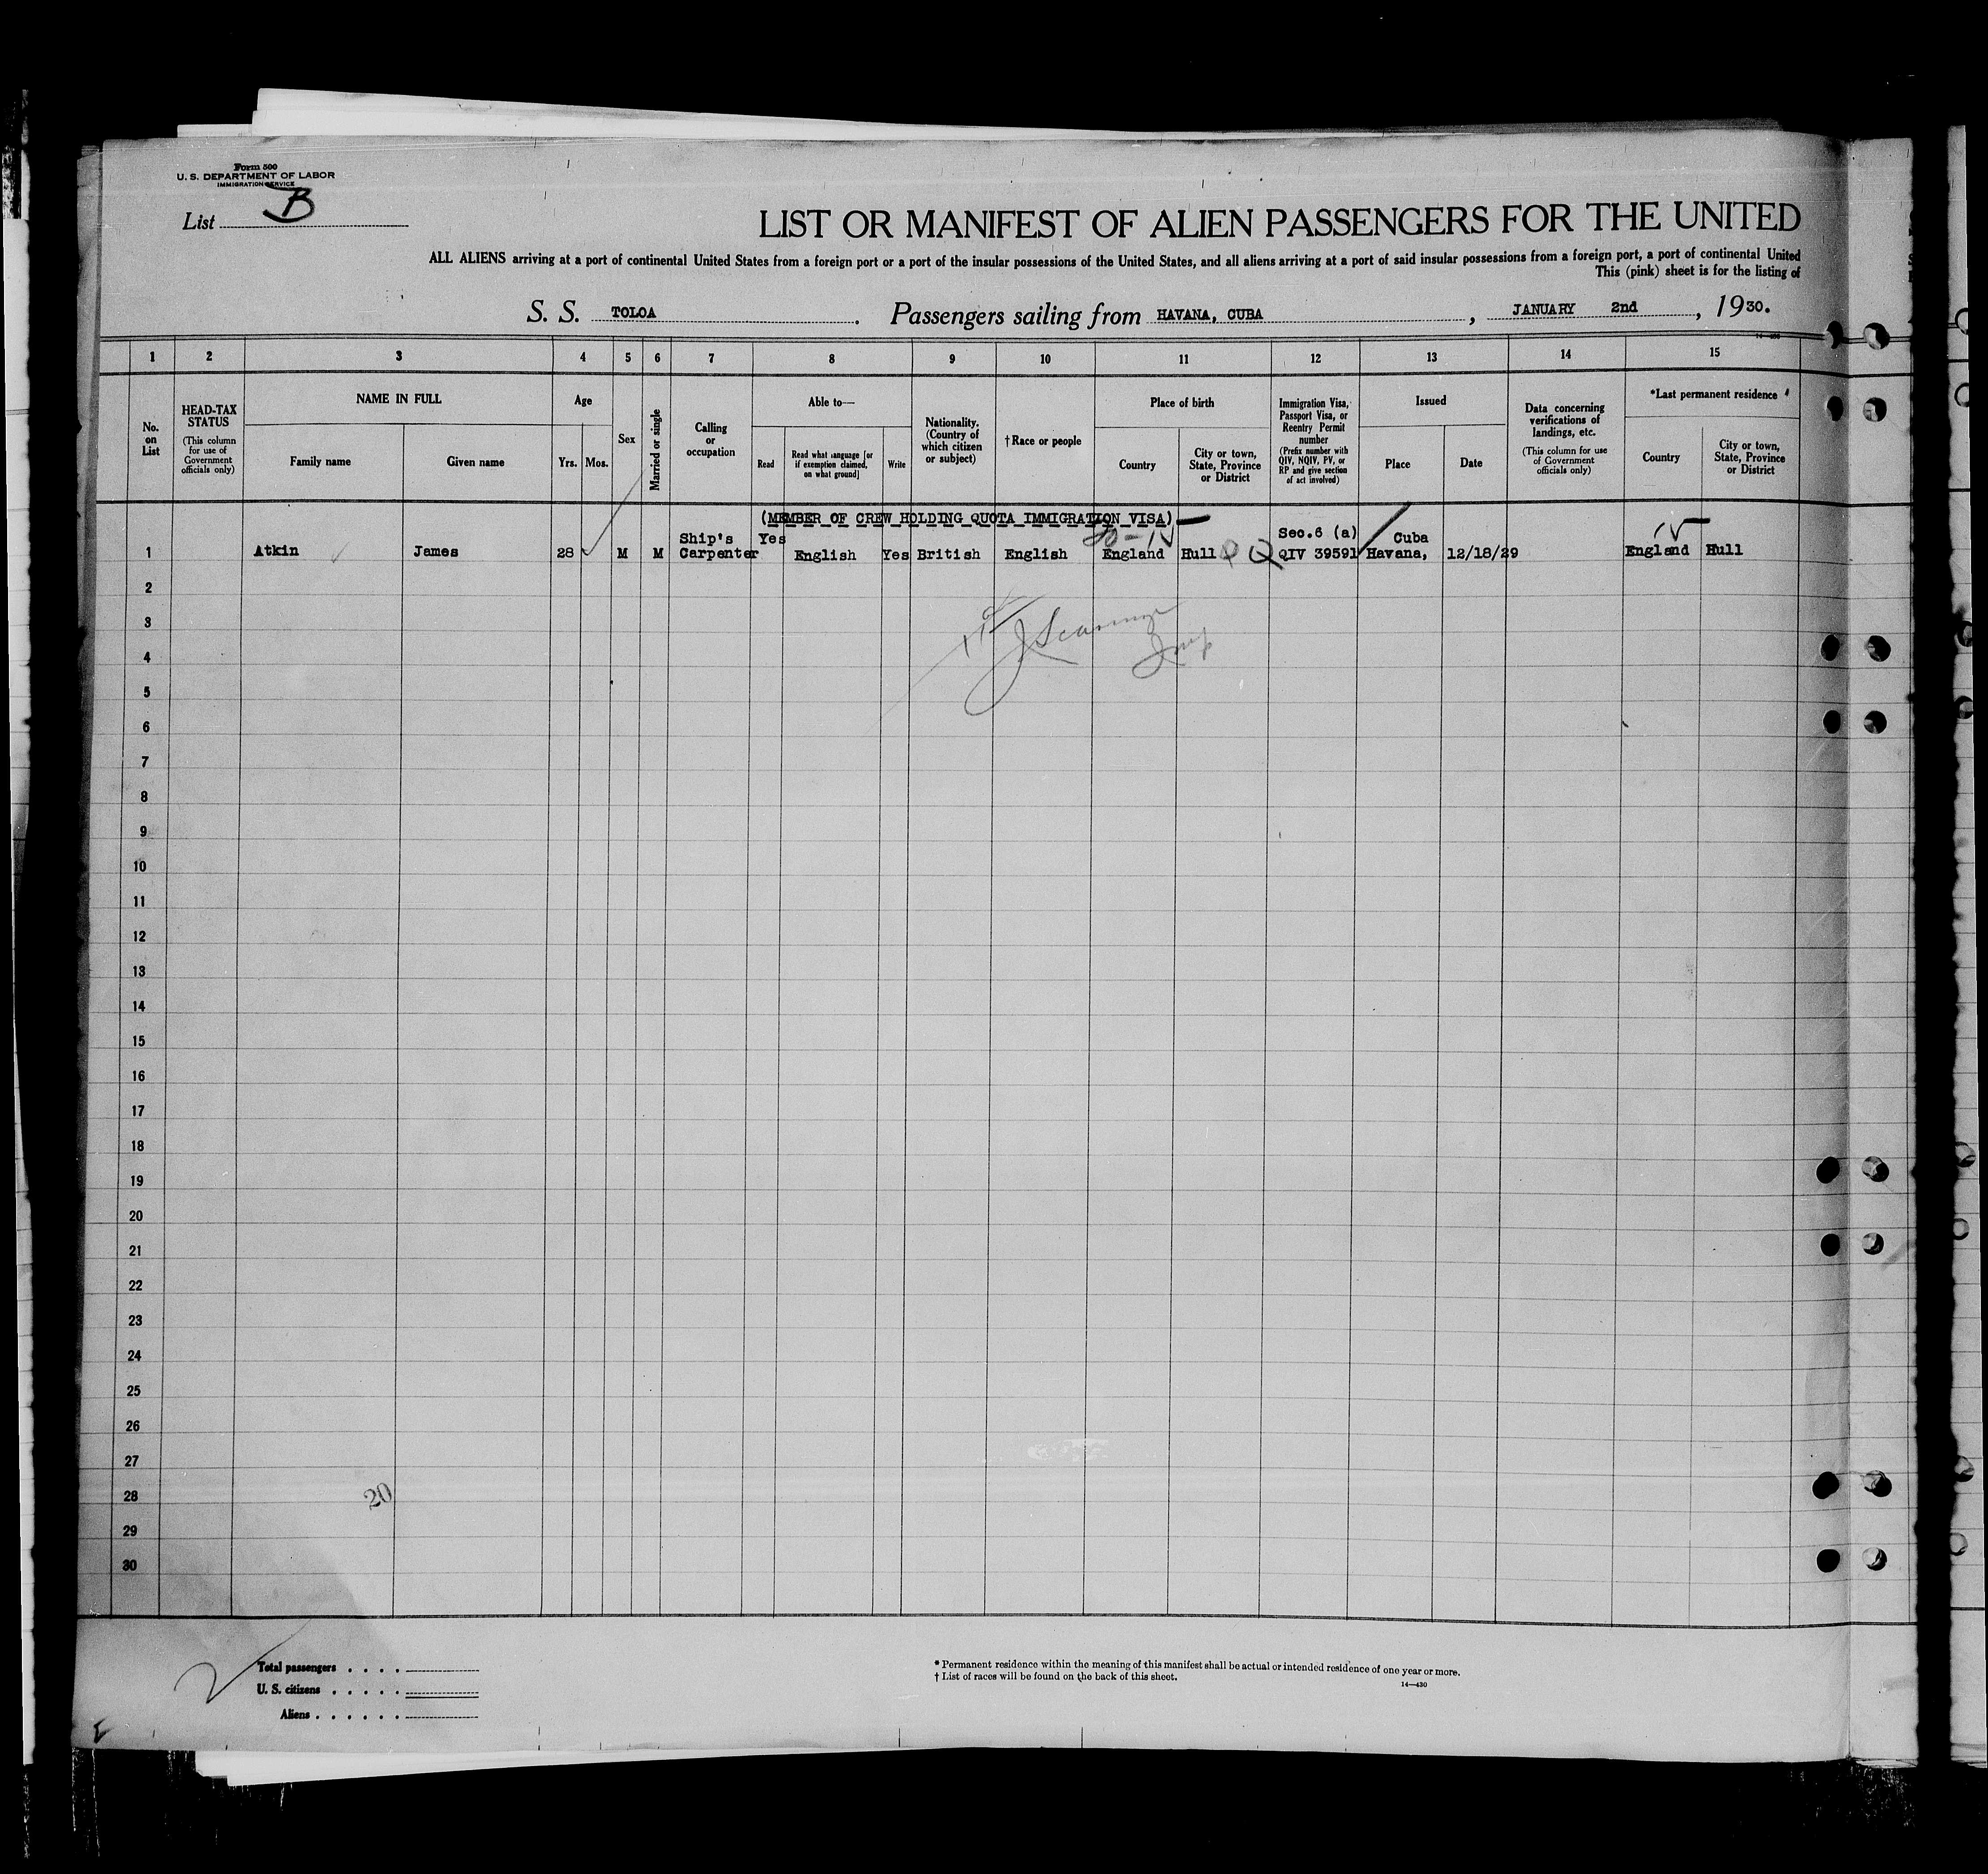 Form 500
U. S. DEPARTMENT OF LABOR
IMMIGRATION SERVICE
List B
LIST OR MANIFEST OF ALIEN PASSENGERS FOR THE UNITED
ALL ALIENS arriving at a port of continental United States from a foreign port or a port of the insular possessions of the United States, and all aliens arriving at a port of said insular possessions from a foreign port, a port of continental United
This (pink) sheet is for the listing of
S. S. TOLOA. Passengers sailing from HAVANA, CUBA, JANUARY 2nd, 1930.
1 2 3 4 5 6 7 8 9 10 11 12 13 14 15
No. on List
HEAD-TAX STATUS
(This column for use of Government officials only)
NAME IN FULL
Family name
Given name
Age
Yrs.
Mos.
Sex
Married or single
Calling or occupation
Able to—
Read
Read what language [or if exemption claimed, on what ground]
Write
Nationality. (Country of which citizen or subject)
†Race or people
Place of birth
Country
City or town, State, Province or District
Immigration Visa, Passport Visa, or Reentry Permit number
(Prefix number with QIV, NQIV, PV, or RP and give section of act involved)
Issued
Place
Date
Data concerning verifications of landings, etc.
(This column for use of Government officials only)
*Last permanent residence
Country
City or town, State, Province or District
(MEMBER OF CREW HOLDING QUOTA IMMIGRATION VISA)
Ship's Yes Sec.6 (a) Cuba
1 Atkin James 28 M M Carpenter English Yes British English England Hull Q QIV 39591 Havana, 12/18/29 England Hull
2
3
4
5
6
7
8
9
10
11
12
13
14
15
16
17
18
19
20
21
22
23
24
25
26
27
28 20
29
30
Total passengers . . . .
U. S. citizens . . . . .
Aliens . . . . . .
* Permanent residence within the meaning of this manifest shall be actual or intended residence of one year or more.
† List of races will be found on the back of this sheet.
14—430